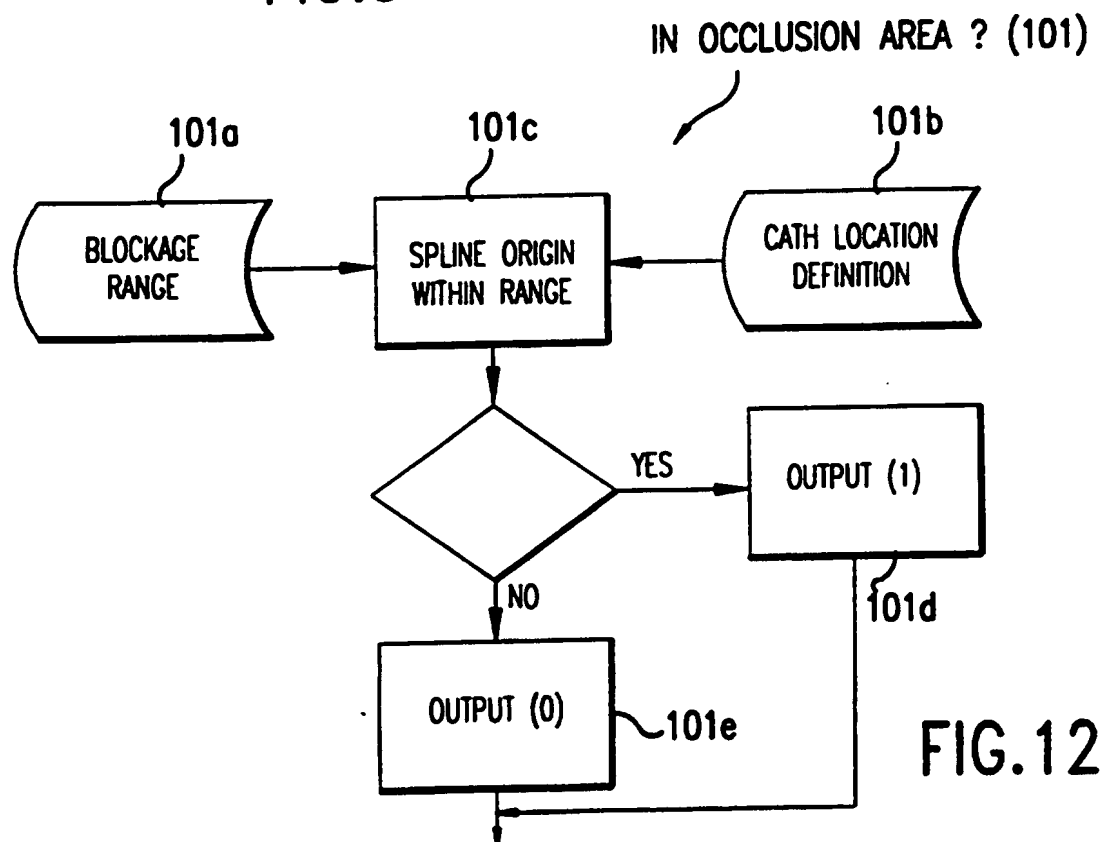 IN OCCLUSION AREA ? (101)
101a
101c
101b
BLOCKAGE
RANGE
SPLINE ORIGIN
WITHIN RANGE
CATH LOCATION
DEFINITION
YES
OUTPUT (1)
101d
NO
OUTPUT (0)
101e
FIG.12